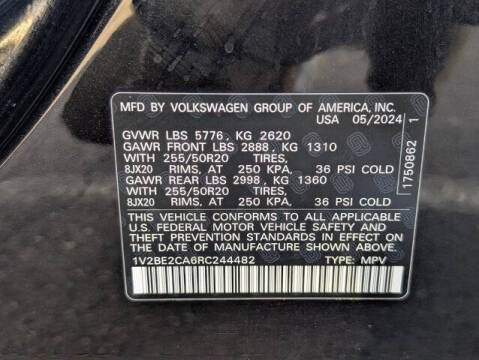 MFD BY VOLKSWAGEN GROUP OF AMERICA, INC.
USA 05/2024
GVWR LBS 5776, KG 2620
GAWR FRONT LBS 2888, KG 1310
WITH 255/50R20 TIRES,
8JX20 RIMS, AT 250 KPA, 36 PSI COLD
GAWR REAR LBS 2998, KG 1360
WITH 255/50R20 TIRES,
8JX20 RIMS, AT 250 KPA, 36 PSI COLD
THIS VEHICLE CONFORMS TO ALL APPLICABLE
U.S. FEDERAL MOTOR VEHICLE SAFETY AND
THEFT PREVENTION STANDARDS IN EFFECT ON THE
DATE OF MANUFACTURE SHOWN ABOVE.
1V2BE2CA6RC244482 TYPE: MPV
1750862 1